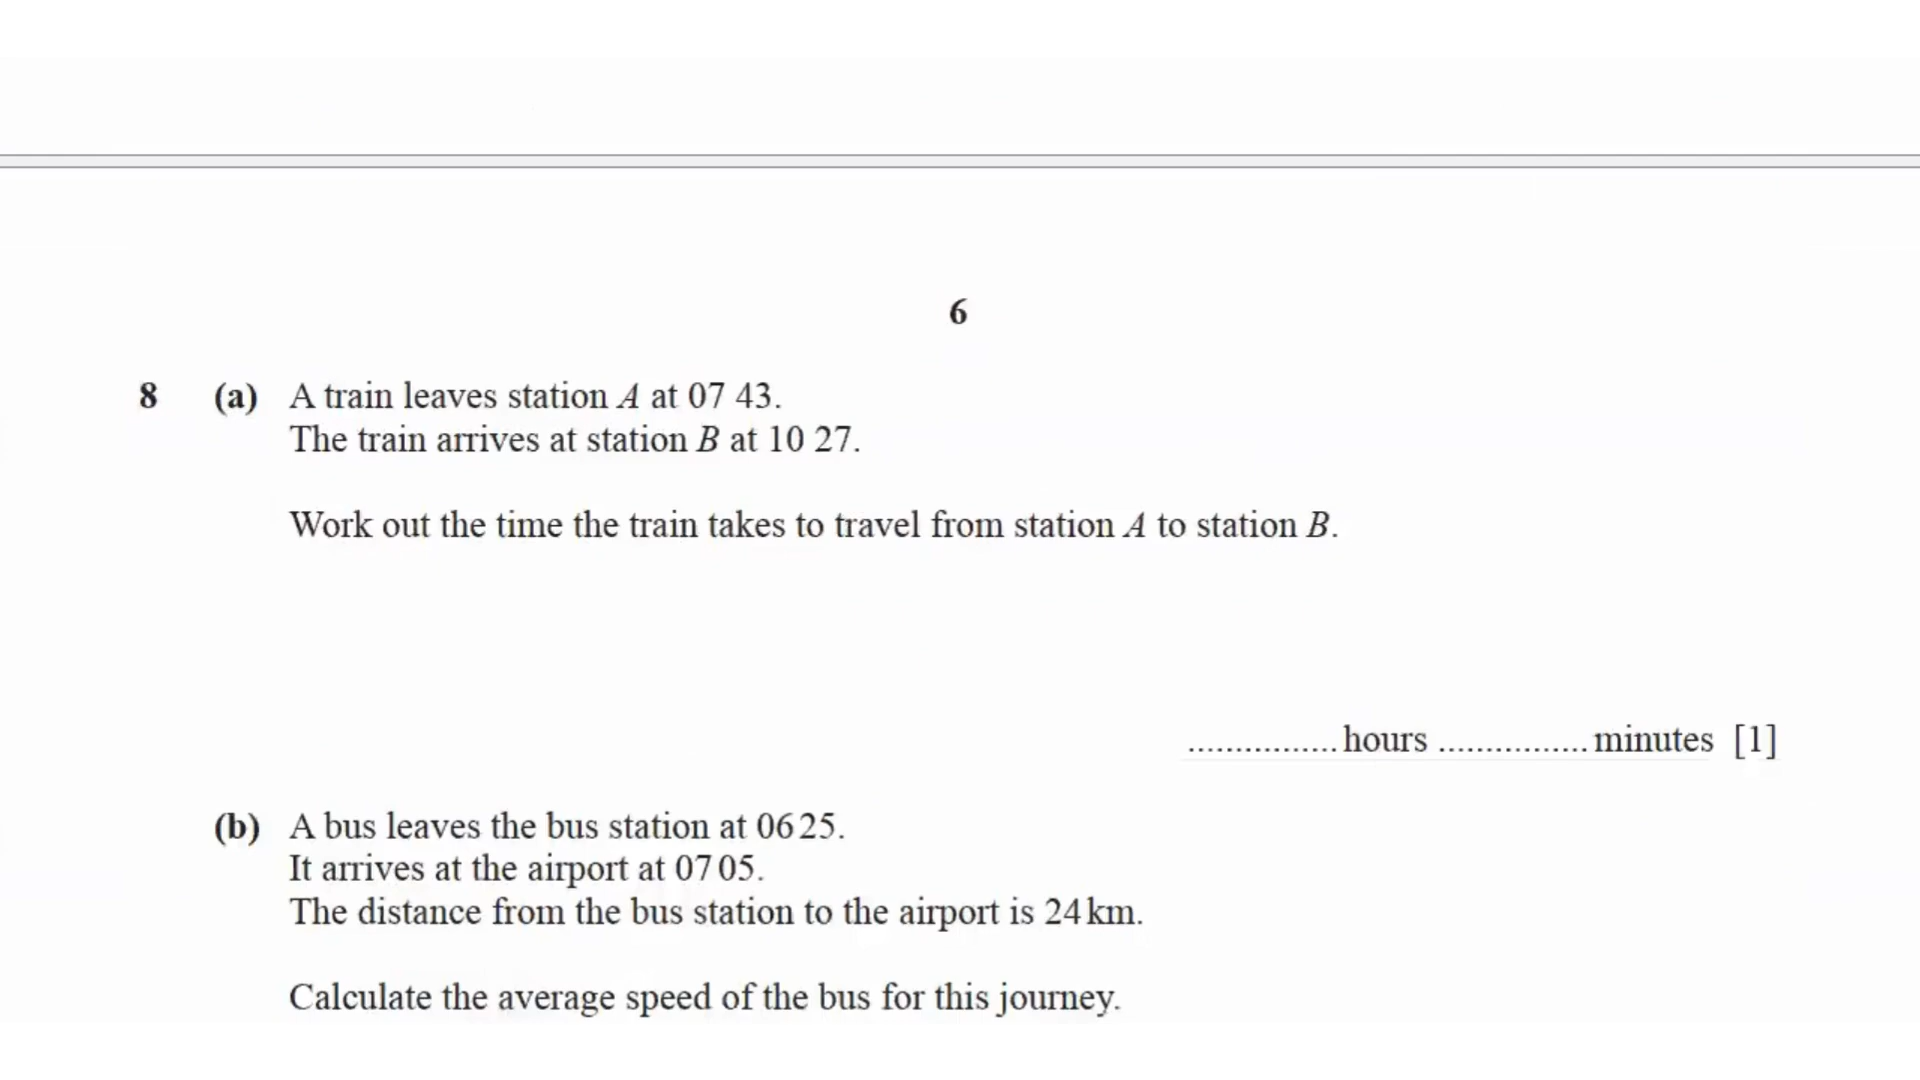 6
8 (a) A train leaves station A at 07 43.
The train arrives at station B at 10 27.
Work out the time the train takes to travel from station A to station B.
................ hours ................ minutes [1]
(b) A bus leaves the bus station at 06 25.
It arrives at the airport at 07 05.
The distance from the bus station to the airport is 24 km.
Calculate the average speed of the bus for this journey.